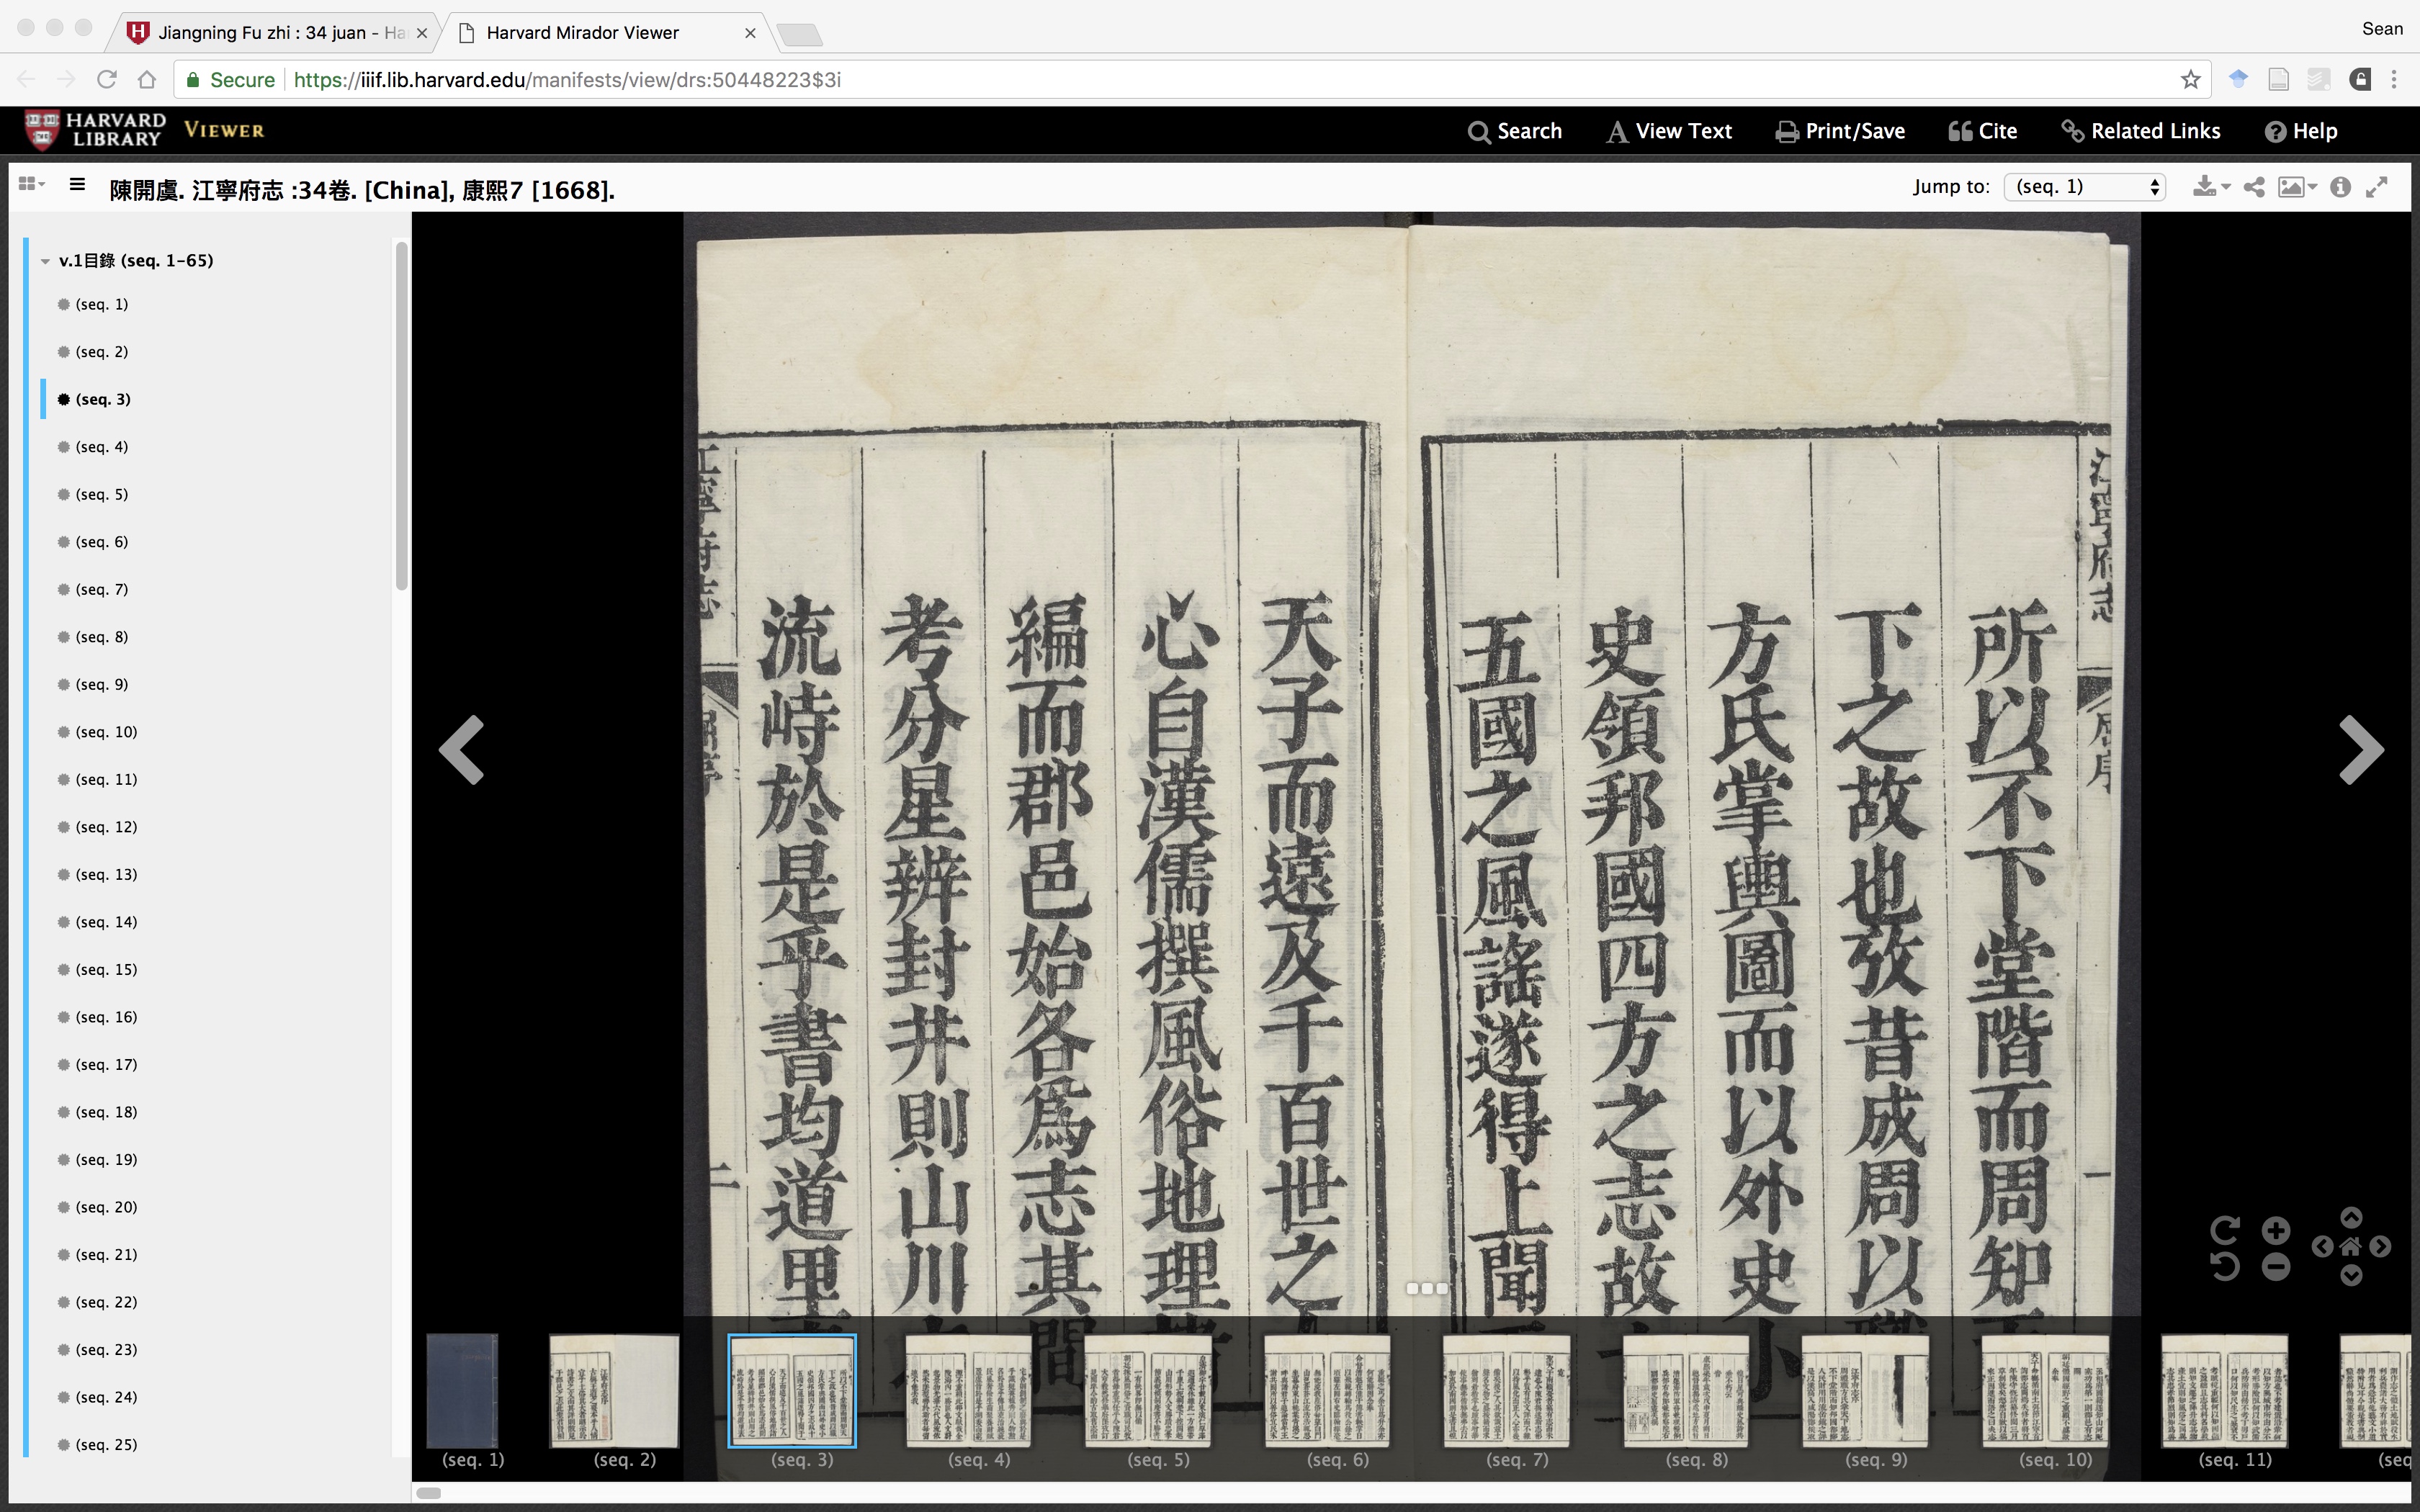 Jiangning Fu zhi : 34 juan - Ha
Harvard Mirador Viewer
Sean
Secure
https://iiif.lib.harvard.edu/manifests/view/drs:50448223$3i
HARVARD
LIBRARY
VIEWER
Search
View Text
Print/Save
Cite
Related Links
Help
陳開虞. 江寧府志 :34卷. [China], 康熙7 [1668].
Jump to:
(seq. 1)
v.1目錄 (seq. 1-65)
(seq. 1)
(seq. 2)
(seq. 3)
(seq. 4)
(seq. 5)
(seq. 6)
(seq. 7)
(seq. 8)
(seq. 9)
(seq. 10)
(seq. 11)
(seq. 12)
(seq. 13)
(seq. 14)
(seq. 15)
(seq. 16)
(seq. 17)
(seq. 18)
(seq. 19)
(seq. 20)
(seq. 21)
(seq. 22)
(seq. 23)
(seq. 24)
(seq. 25)
江寧府志
所以不下堂階而周知
下之故也攷昔成周以
方氏掌輿圖而以外史
史領邦國四方之志故
五國之風謠遂得上聞
天子而遠及千百世之
心自漢儒撰風俗地理
編而郡邑始各爲志其間
考分星辨封井則山川
流峙於是乎書均道里
江寧府志
二
(seq. 1)
(seq. 2)
(seq. 3)
(seq. 4)
(seq. 5)
(seq. 6)
(seq. 7)
(seq. 8)
(seq. 9)
(seq. 10)
(seq. 11)
(seq